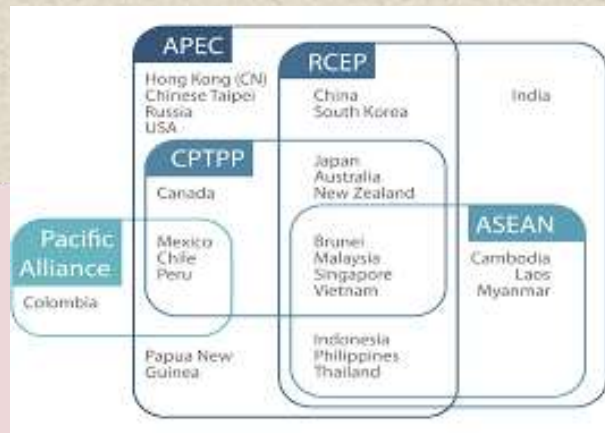 APEC
Hong Kong (CN)
Chinese Taipei
Russia
USA
RCEP
China
South Korea
India
CPTPP
Canada
Japan
Australia
New Zealand
Pacific
Alliance
Colombia
Mexico
Chile
Peru
Brunei
Malaysia
Singapore
Vietnam
ASEAN
Cambodia
Laos
Myanmar
Papua New
Guinea
Indonesia
Philippines
Thailand